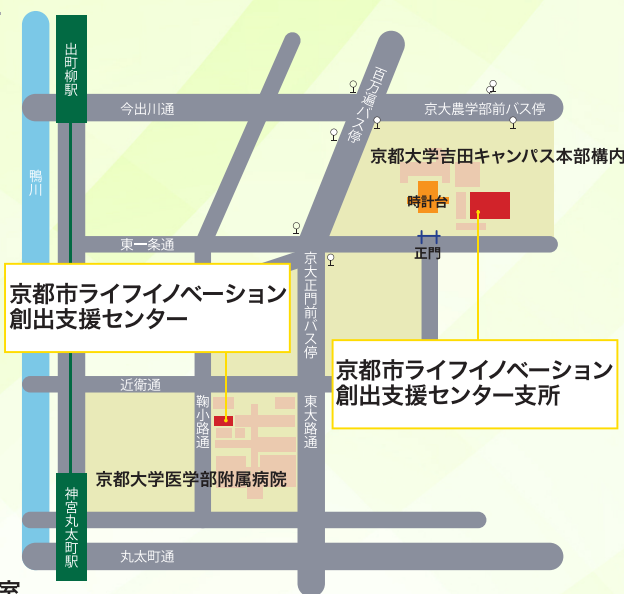 出町柳駅
百万遍バス停
今出川通
京大農学部前バス停
京都大学吉田キャンパス本部構内
鴨川
時計台
東一条通
正門
京大正門前バス停
京都市ライフイノベーション
創出支援センター
京都市ライフイノベーション
創出支援センター支所
近衛通
鞠小路通
東大路通
京都大学医学部附属病院
神宮丸太町駅
丸太町通
室